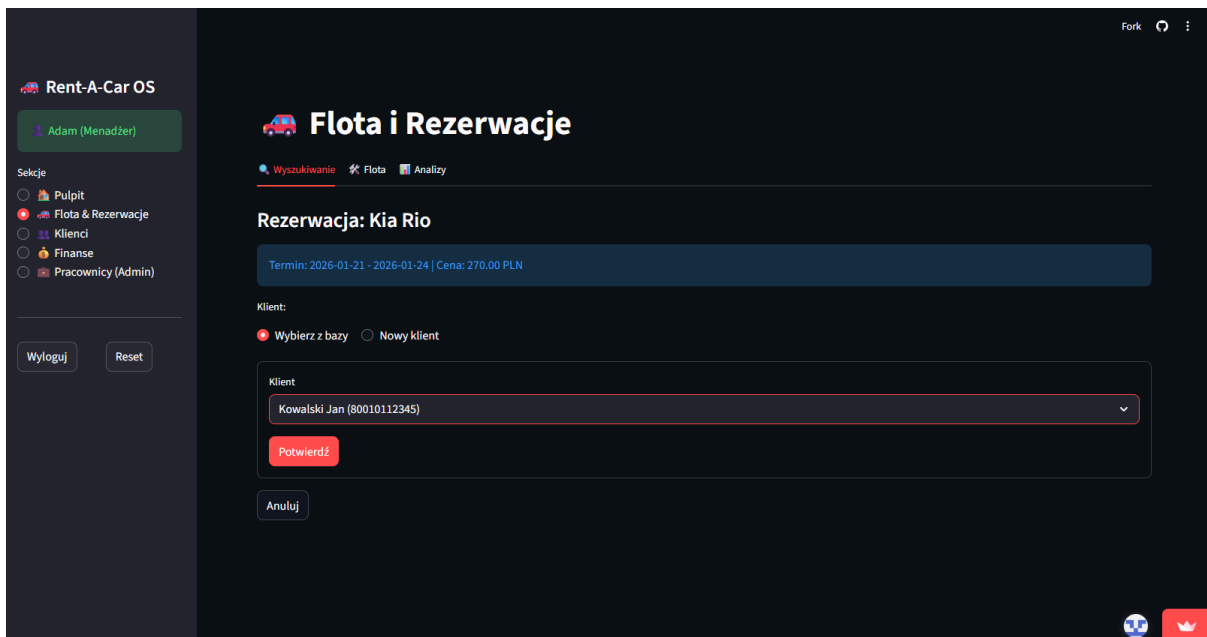 Fork
Rent-A-Car OS
Adam (Menadżer)
Sekcje
Pulpit
Flota & Rezerwacje
Klienci
Finanse
Pracownicy (Admin)
Wyloguj
Reset
Flota i Rezerwacje
Wyszukiwanie Flota Analizy
Rezerwacja: Kia Rio
Termin: 2026-01-21 - 2026-01-24 | Cena: 270.00 PLN
Klient:
Wybierz z bazy Nowy klient
Klient
Kowalski Jan (80010112345)
Potwierdź
Anuluj